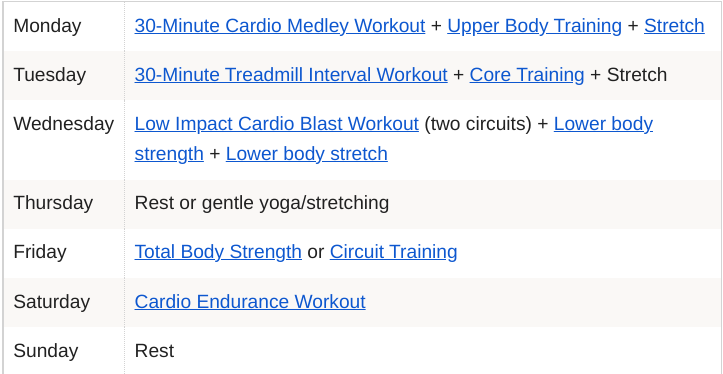 Monday 30-Minute Cardio Medley Workout + Upper Body Training + Stretch
Tuesday 30-Minute Treadmill Interval Workout + Core Training + Stretch
Wednesday Low Impact Cardio Blast Workout (two circuits) + Lower body
strength + Lower body stretch
Thursday Rest or gentle yoga/stretching
Friday Total Body Strength or Circuit Training
Saturday Cardio Endurance Workout
Sunday Rest